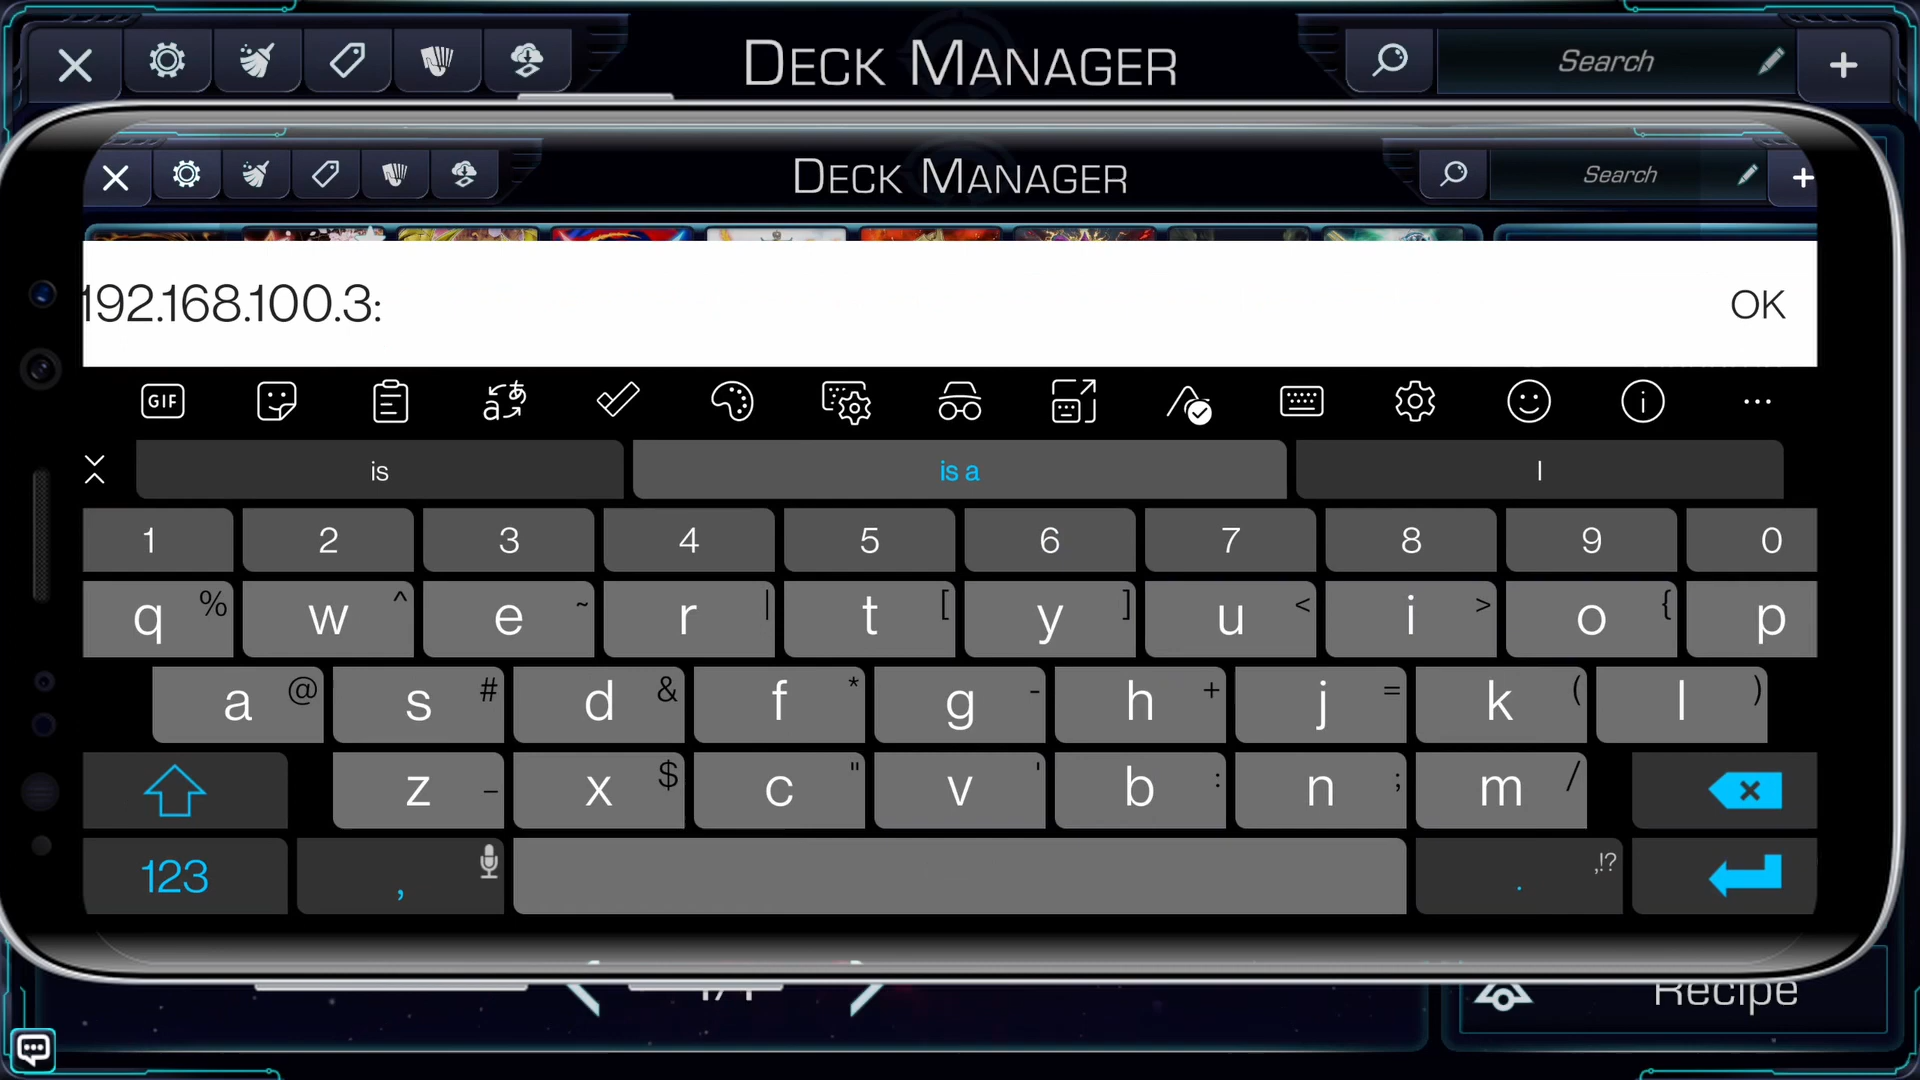 DECK MANAGER
Search
+
DECK MANAGER
Search
+
192.168.100.3:
OK
GIF
is
is a
I
1 2 3 4 5 6 7 8 9 0
q % w ^ e ~ r | t [ y ] u < i > o { p
a @ s # d & f * g - h + j = k ( l )
z _ x $ c " v ' b : n ; m /
123 , . ,!?
Recipe